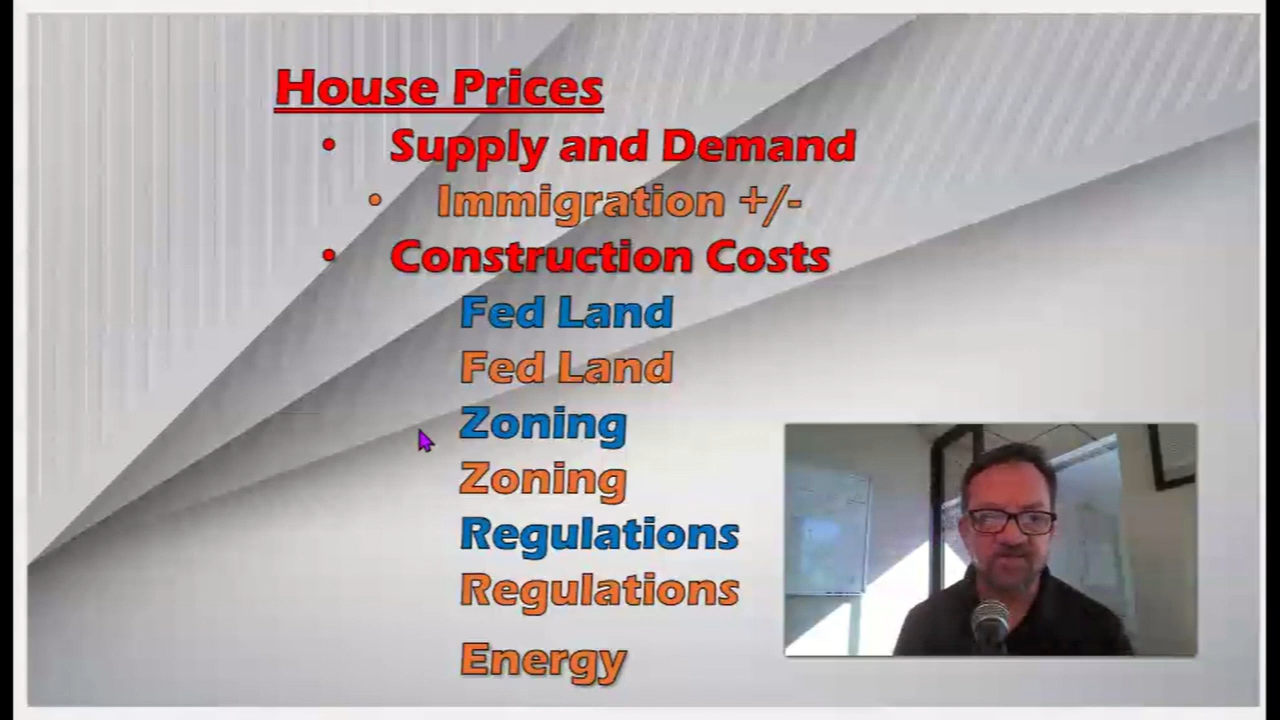 House Prices
• Supply and Demand
• Immigration +/-
• Construction Costs
Fed Land
Fed Land
Zoning
Zoning
Regulations
Regulations
Energy